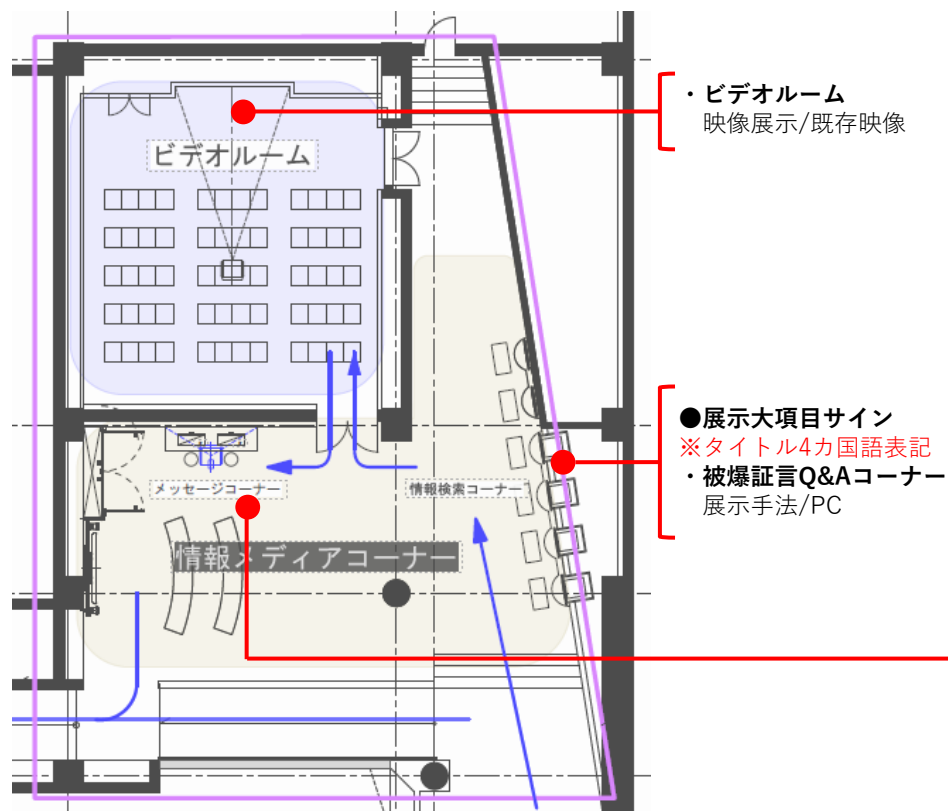 ・ビデオルーム
映像展示/既存映像
ビデオルーム
●展示大項目サイン
※タイトル4カ国語表記
・被爆証言Q&Aコーナー
展示手法/PC
メッセージコーナー
情報検索コーナー
情報メディアコーナー